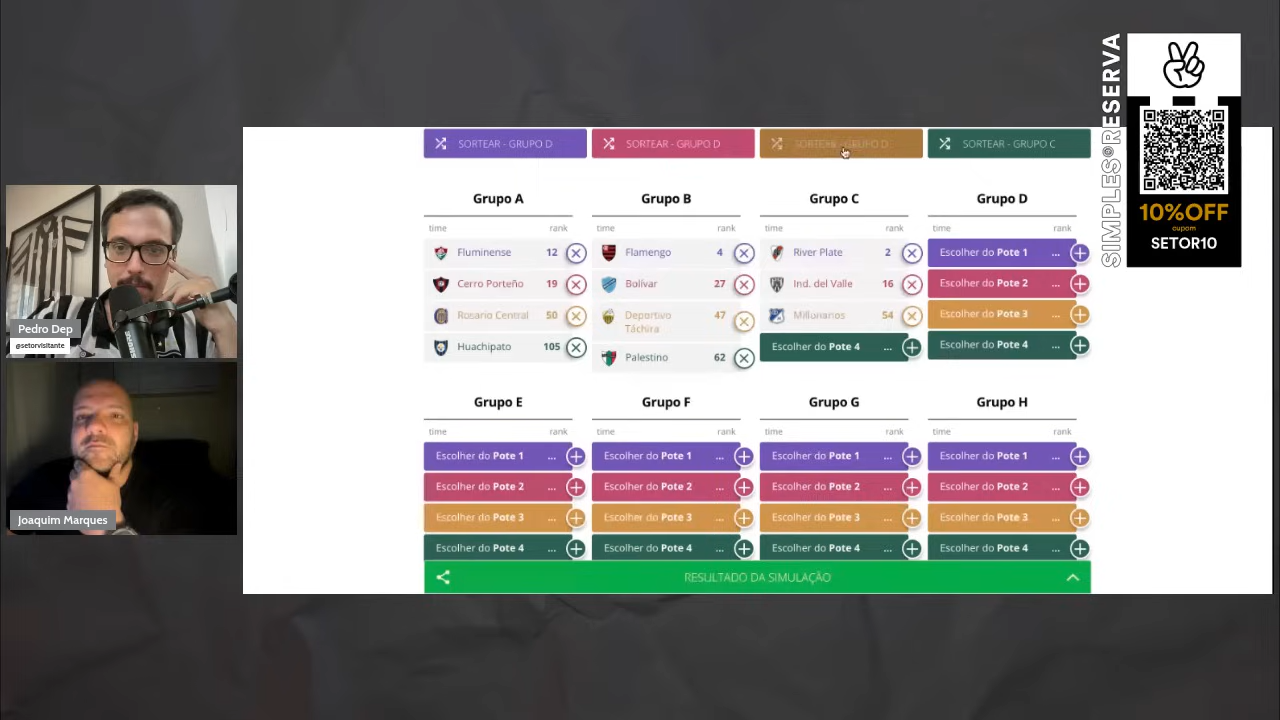 SORTEAR - GRUPO D
SORTEAR - GRUPO D
SORTEAR - GRUPO D
SORTEAR - GRUPO C
Grupo A
time rank
Fluminense 12
Cerro Porteño 19
Rosario Central 50
Huachipato 105
Grupo B
time rank
Flamengo 4
Bolívar 27
Deportivo
Táchira 47
Palestino 62
Grupo C
time rank
River Plate 2
Ind. del Valle 16
Millonarios 54
Escolher do Pote 4 ...
Grupo D
time rank
Escolher do Pote 1 ...
Escolher do Pote 2 ...
Escolher do Pote 3 ...
Escolher do Pote 4 ...
Grupo E
time rank
Escolher do Pote 1 ...
Escolher do Pote 2 ...
Escolher do Pote 3 ...
Escolher do Pote 4 ...
Grupo F
time rank
Escolher do Pote 1 ...
Escolher do Pote 2 ...
Escolher do Pote 3 ...
Escolher do Pote 4 ...
Grupo G
time rank
Escolher do Pote 1 ...
Escolher do Pote 2 ...
Escolher do Pote 3 ...
Escolher do Pote 4 ...
Grupo H
time rank
Escolher do Pote 1 ...
Escolher do Pote 2 ...
Escolher do Pote 3 ...
Escolher do Pote 4 ...
RESULTADO DA SIMULAÇÃO
Pedro Dep
@setorvisitante
Joaquim Marques
SIMPLES@RESERVA
10%OFF
cupom
SETOR10